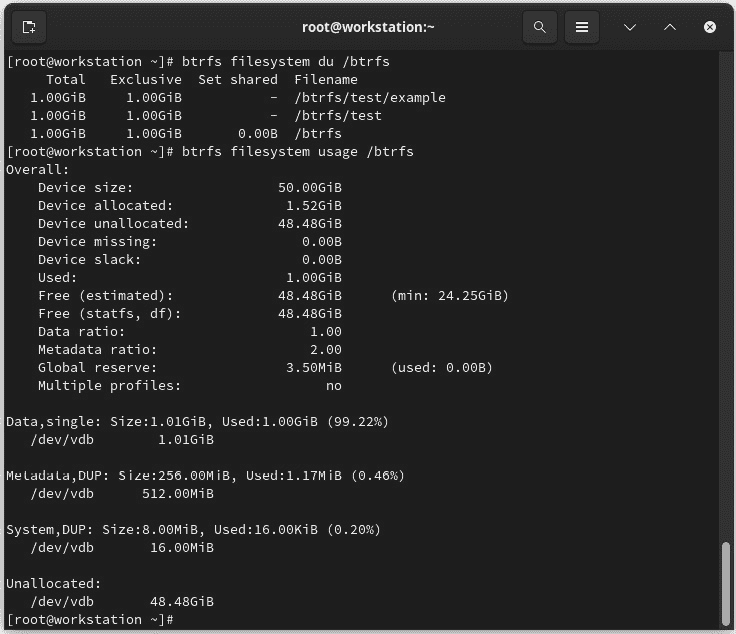 root@workstation:~
[root@workstation ~]# btrfs filesystem du /btrfs
     Total   Exclusive  Set shared  Filename
   1.00GiB     1.00GiB           -  /btrfs/test/example
   1.00GiB     1.00GiB           -  /btrfs/test
   1.00GiB     1.00GiB       0.00B  /btrfs
[root@workstation ~]# btrfs filesystem usage /btrfs
Overall:
    Device size:                  50.00GiB
    Device allocated:              1.52GiB
    Device unallocated:           48.48GiB
    Device missing:                  0.00B
    Device slack:                    0.00B
    Used:                          1.00GiB
    Free (estimated):             48.48GiB      (min: 24.25GiB)
    Free (statfs, df):            48.48GiB
    Data ratio:                       1.00
    Metadata ratio:                   2.00
    Global reserve:                3.50MiB      (used: 0.00B)
    Multiple profiles:                  no
Data,single: Size:1.01GiB, Used:1.00GiB (99.22%)
   /dev/vdb        1.01GiB
Metadata,DUP: Size:256.00MiB, Used:1.17MiB (0.46%)
   /dev/vdb      512.00MiB
System,DUP: Size:8.00MiB, Used:16.00KiB (0.20%)
   /dev/vdb       16.00MiB
Unallocated:
   /dev/vdb       48.48GiB
[root@workstation ~]#